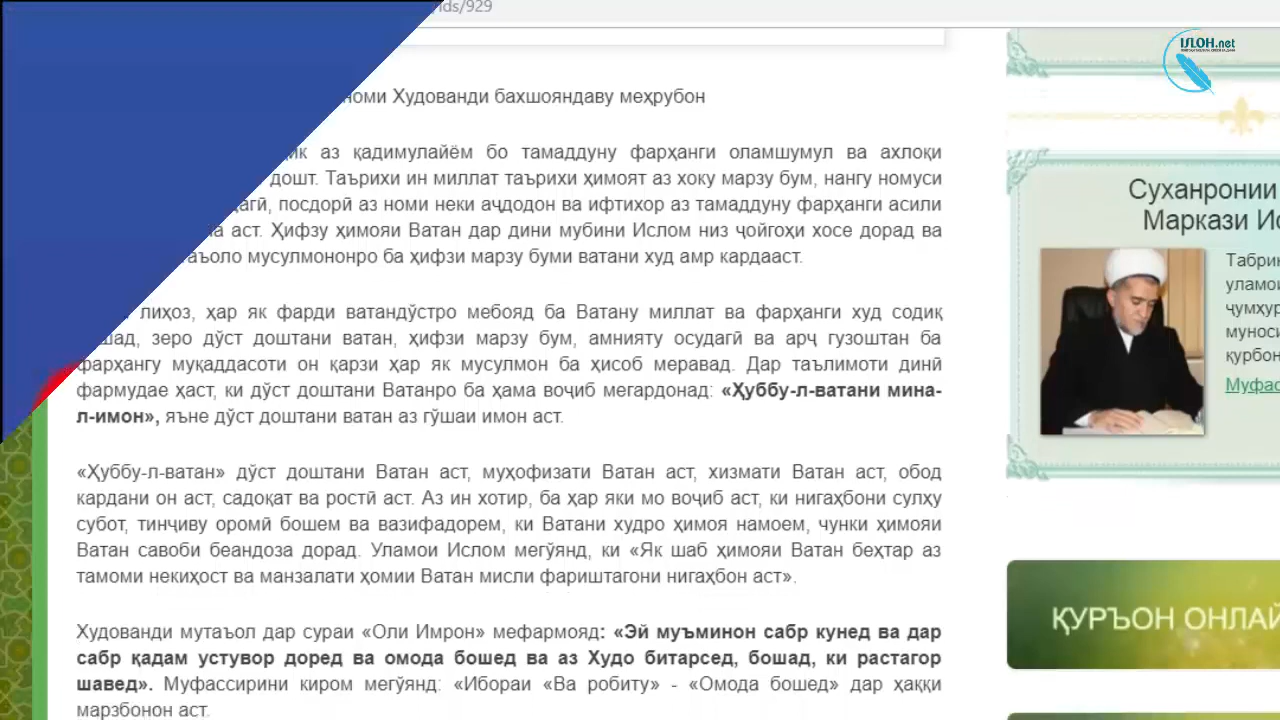 ids/929
ІЯLOH.net
номи Худованди бахшояндаву меҳрубон
аз қадимулайём бо тамаддуну фарҳанги оламшумул ва ахлоқи
дошт. Таърихи ин миллат таърихи ҳимоят аз хоку марзу бум, нангу номуси
посдорӣ аз номи неки аҷдодон ва ифтихор аз тамаддуну фарҳанги асили
аст. Ҳифзу ҳимояи Ватан дар дини мубини Ислом низ ҷойгоҳи хосе дорад ва
мусулмононро ба ҳифзи марзу буми ватани худ амр кардааст.
лиҳоз, ҳар як фарди ватандӯстро мебояд ба Ватану миллат ва фарҳанги худ содиқ
зеро дӯст доштани ватан, ҳифзи марзу бум, амнияту осудагӣ ва арҷ гузоштан ба
фарҳангу муқаддасоти он қарзи ҳар як мусулмон ба ҳисоб меравад. Дар таълимоти динӣ
фармудае ҳаст, ки дӯст доштани Ватанро ба ҳама воҷиб мегардонад: «Ҳуббу-л-ватани мина-
л-имон», яъне дӯст доштани ватан аз гӯшаи имон аст.
«Ҳуббу-л-ватан» дӯст доштани Ватан аст, муҳофизати Ватан аст, хизмати Ватан аст, обод
кардани он аст, садоқат ва ростӣ аст. Аз ин хотир, ба ҳар яки мо воҷиб аст, ки нигаҳбони сулҳу
субот, тинҷиву оромӣ бошем ва вазифадорем, ки Ватани худро ҳимоя намоем, чунки ҳимояи
Ватан савоби беандоза дорад. Уламои Ислом мегӯянд, ки «Як шаб ҳимояи Ватан беҳтар аз
тамоми некиҳост ва манзалати ҳомии Ватан мисли фариштагони нигаҳбон аст».
Худованди мутаъол дар сураи «Оли Имрон» мефармояд: «Эй муъминон сабр кунед ва дар
сабр қадам устувор доред ва омода бошед ва аз Худо битарсед, бошад, ки растагор
шавед». Муфассирини киром мегӯянд: «Ибораи «Ва робиту» - «Омода бошед» дар ҳаққи
марзбонон аст.
Суханронии
Маркази
Табрик
уламои
ҷумҳур
муноси
қурбон
Муфас
ҚУРЪОН ОНЛАЙ